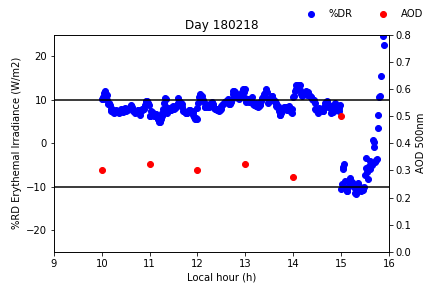 %DR AOD
Day 180218
%RD Erythermal Irradiance (W/m2)
20
10
0
−10
−20
0.8
0.7
0.6
0.5
0.4
0.3
0.2
0.1
0.0
AOD 500nm
9 10 11 12 13 14 15 16
Local hour (h)